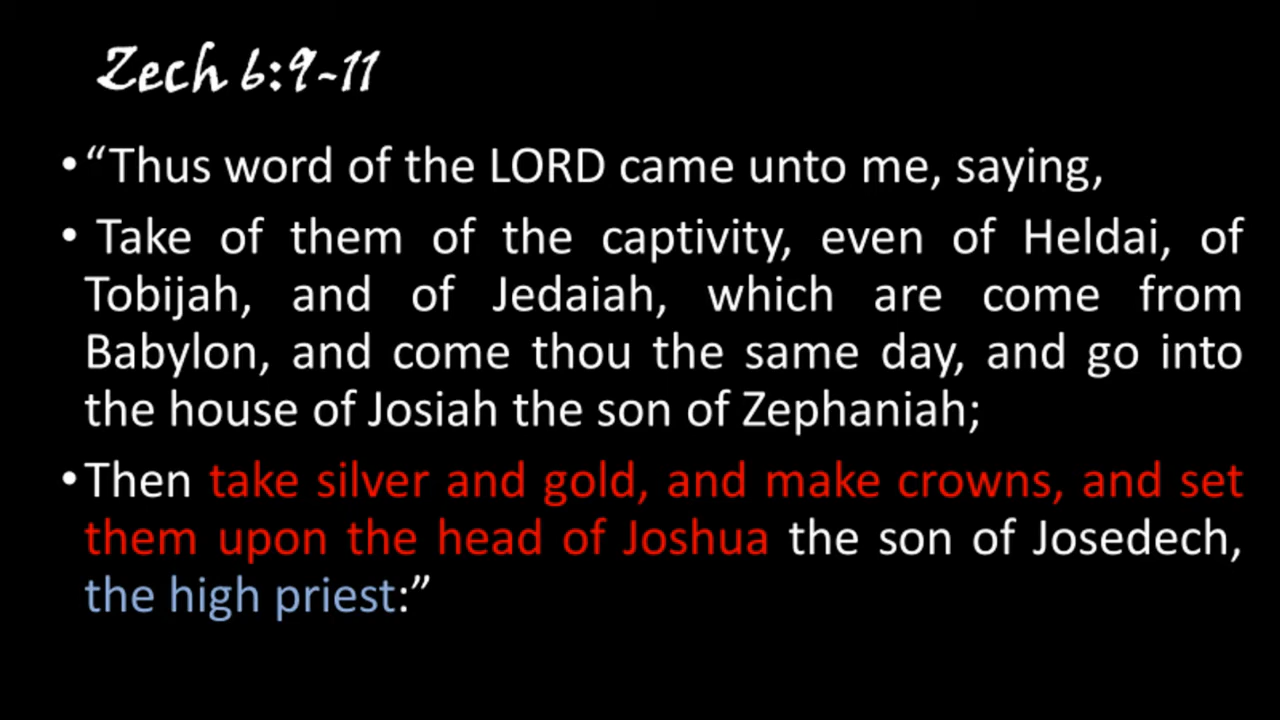 Zech 6:9-11
•“Thus word of the LORD came unto me, saying,
• Take of them of the captivity, even of Heldai, of
Tobijah, and of Jedaiah, which are come from
Babylon, and come thou the same day, and go into
the house of Josiah the son of Zephaniah;
•Then take silver and gold, and make crowns, and set
them upon the head of Joshua the son of Josedech,
the high priest:”